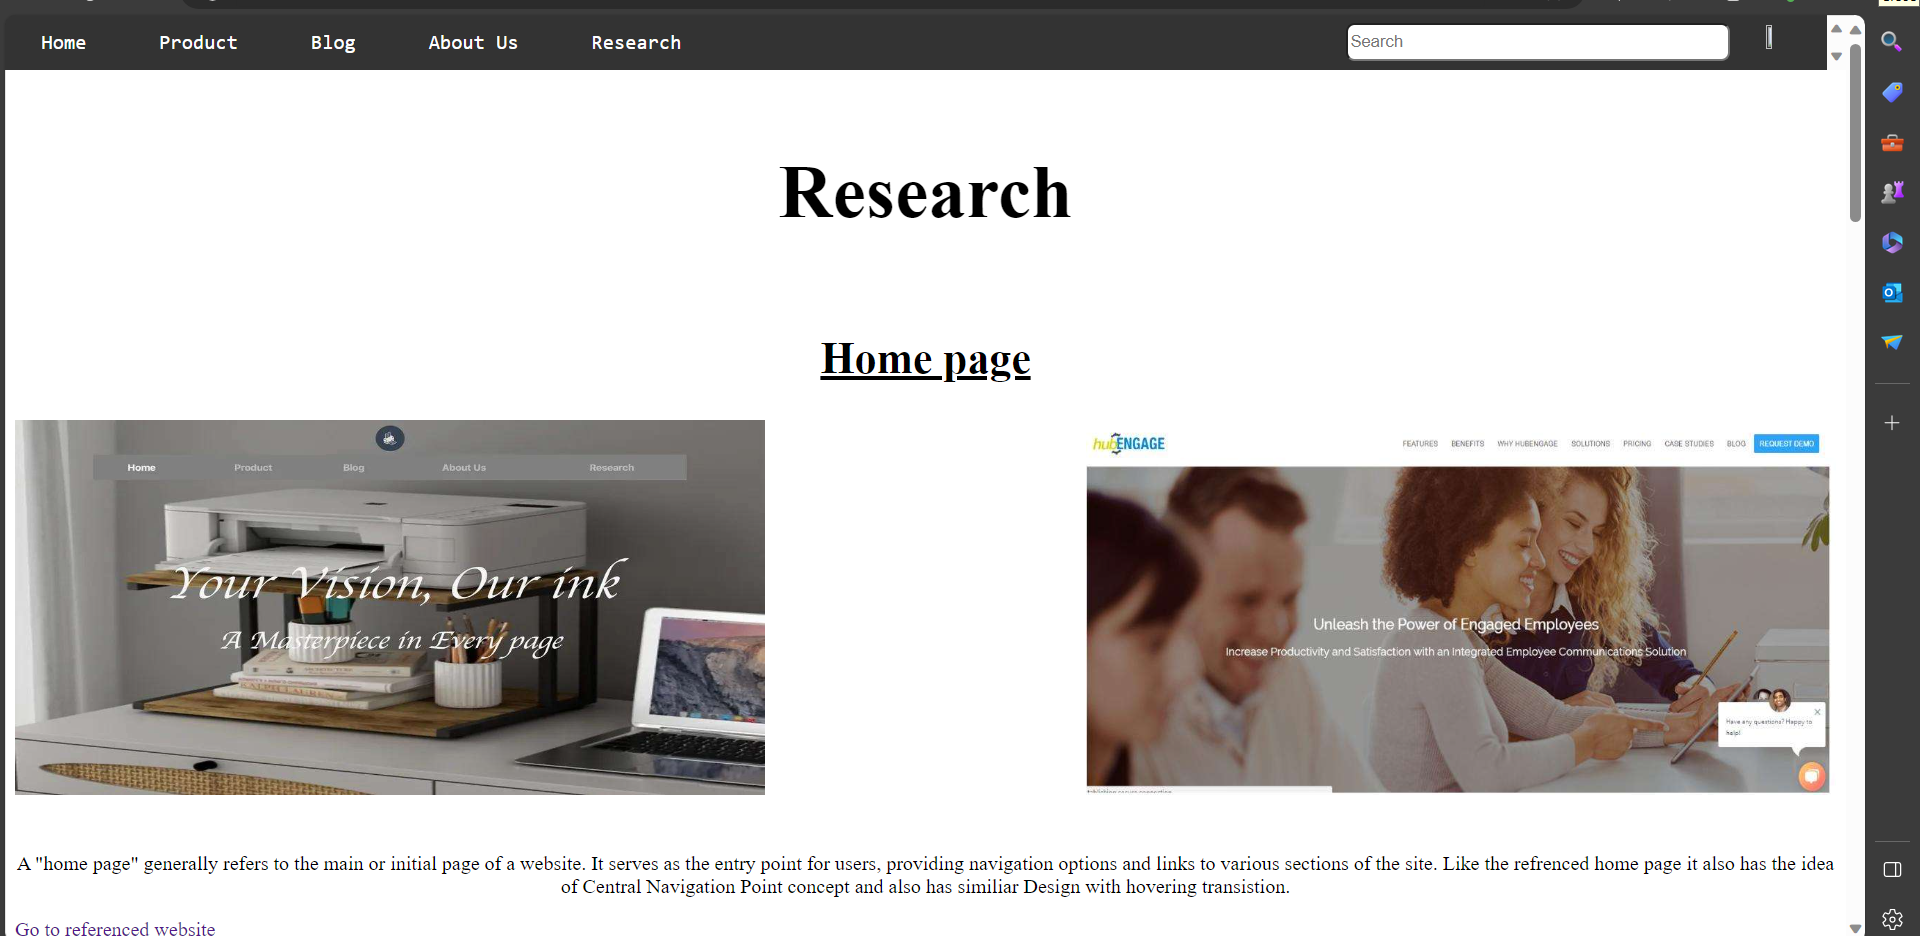 Home Product Blog About Us Research Search
Research
Home page
Home Product Blog About Us Research
Your Vision, Our ink
A Masterpiece in Every page
RALPH LAUREN
hubENGAGE FEATURES BENEFITS WHY HUBENGAGE SOLUTIONS PRICING CASE STUDIES BLOG REQUEST DEMO
Unleash the Power of Engaged Employees
Increase Productivity and Satisfaction with an Integrated Employee Communications Solution
Have any questions? Happy to
help!
A "home page" generally refers to the main or initial page of a website. It serves as the entry point for users, providing navigation options and links to various sections of the site. Like the refrenced home page it also has the idea
of Central Navigation Point concept and also has similiar Design with hovering transistion.
Go to referenced website